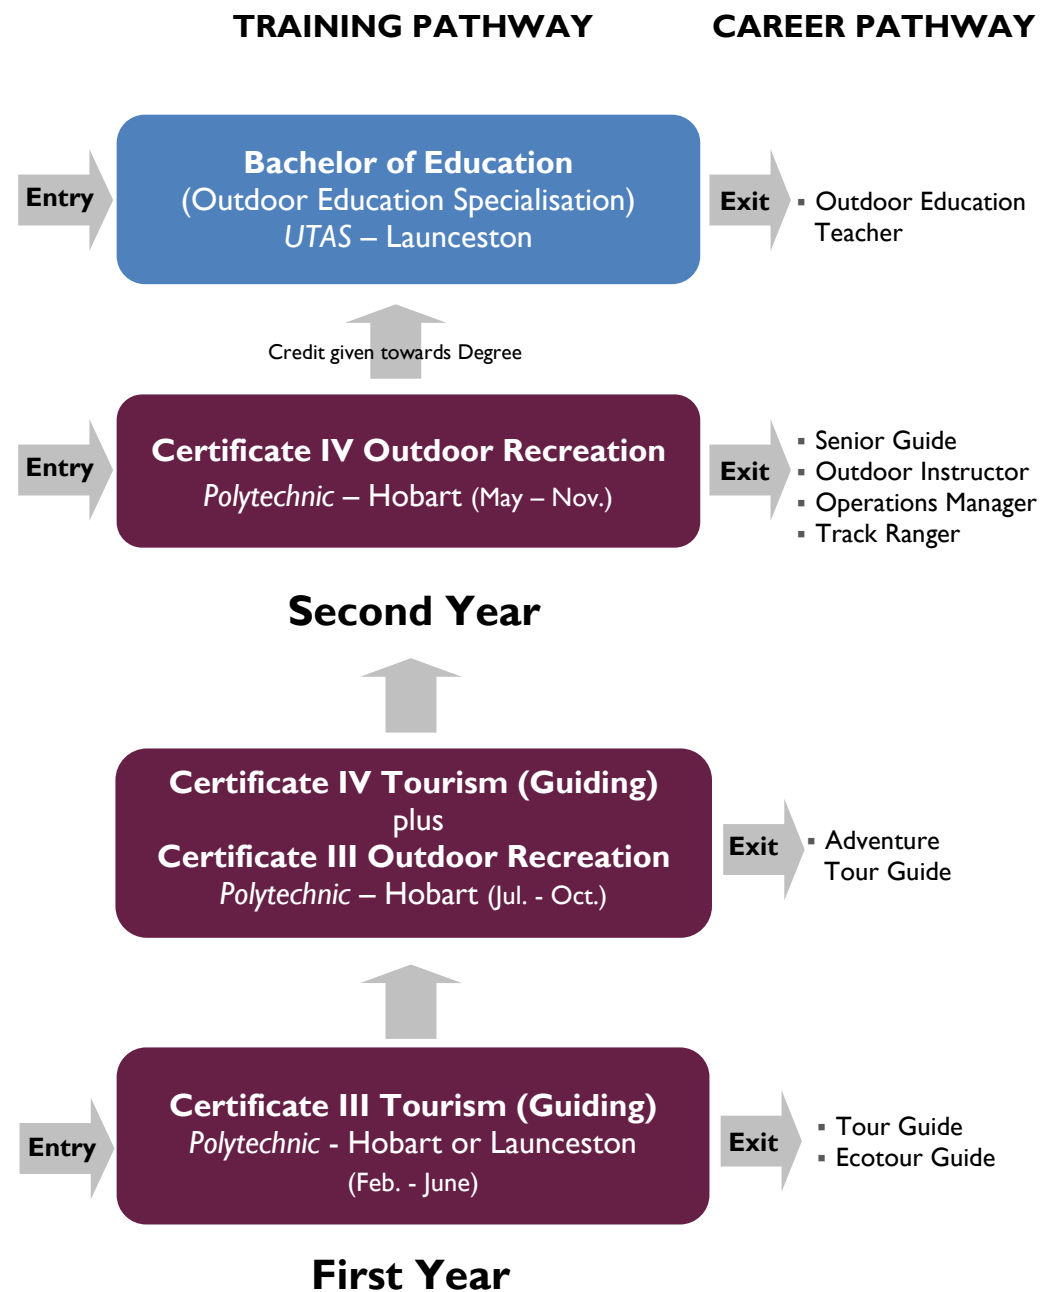 TRAINING PATHWAY
CAREER PATHWAY
Entry
Bachelor of Education
(Outdoor Education Specialisation)
UTAS – Launceston
Exit
▪ Outdoor Education
Teacher
Credit given towards Degree
Entry
Certificate IV Outdoor Recreation
Polytechnic – Hobart (May – Nov.)
Exit
▪ Senior Guide
▪ Outdoor Instructor
▪ Operations Manager
▪ Track Ranger
Second Year
Certificate IV Tourism (Guiding)
plus
Certificate III Outdoor Recreation
Polytechnic – Hobart (Jul. - Oct.)
Exit
▪ Adventure
Tour Guide
Entry
Certificate III Tourism (Guiding)
Polytechnic - Hobart or Launceston
(Feb. - June)
Exit
▪ Tour Guide
▪ Ecotour Guide
First Year